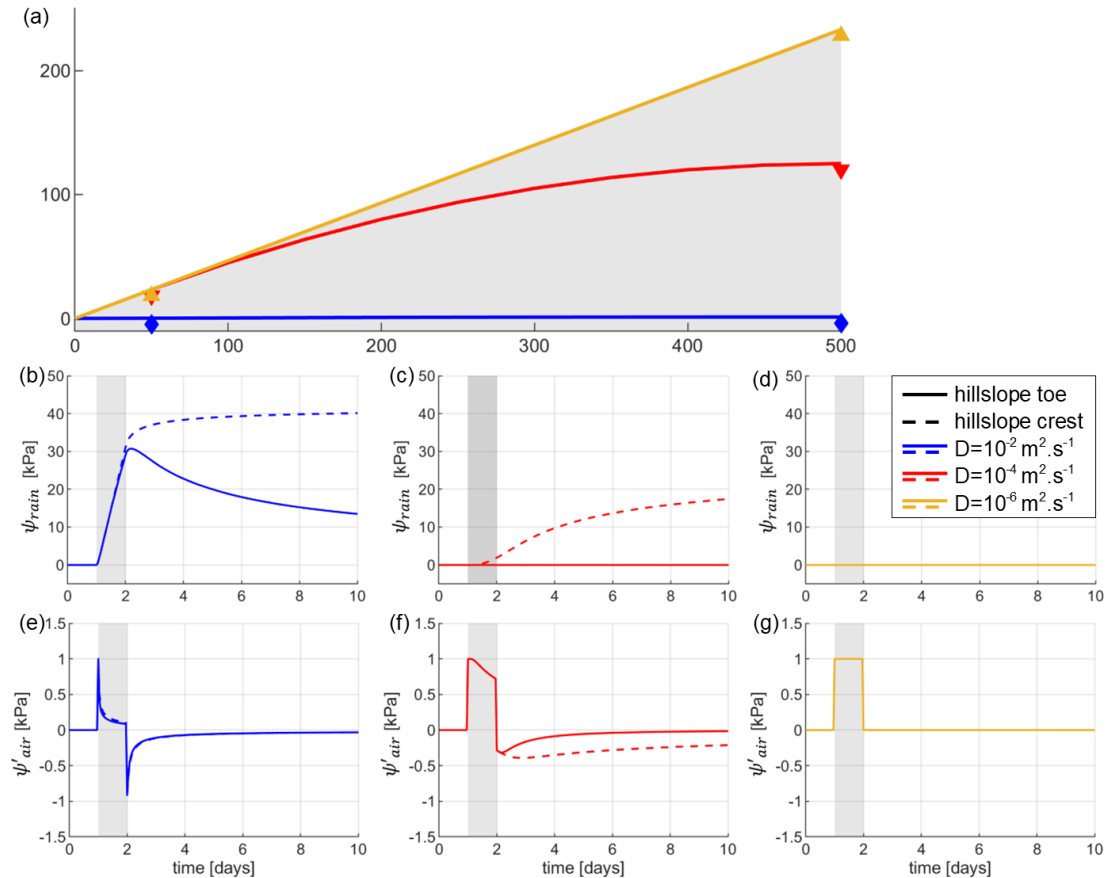 (a)
200
100
0
0 100 200 300 400 500
(b) (c) (d)
50 40 30 20 10 0
ψrain [kPa]
0 2 4 6 8 10
50 40 30 20 10 0
ψrain [kPa]
0 2 4 6 8 10
50 40 30 20 10 0
ψrain [kPa]
0 2 4 6 8 10
hillslope toe
hillslope crest
D=10⁻² m².s⁻¹
D=10⁻⁴ m².s⁻¹
D=10⁻⁶ m².s⁻¹
(e) (f) (g)
1.5 1 0.5 0 -0.5 -1 -1.5
ψ'air [kPa]
0 2 4 6 8 10
time [days]
1.5 1 0.5 0 -0.5 -1 -1.5
ψ'air [kPa]
0 2 4 6 8 10
time [days]
1.5 1 0.5 0 -0.5 -1 -1.5
ψ'air [kPa]
0 2 4 6 8 10
time [days]